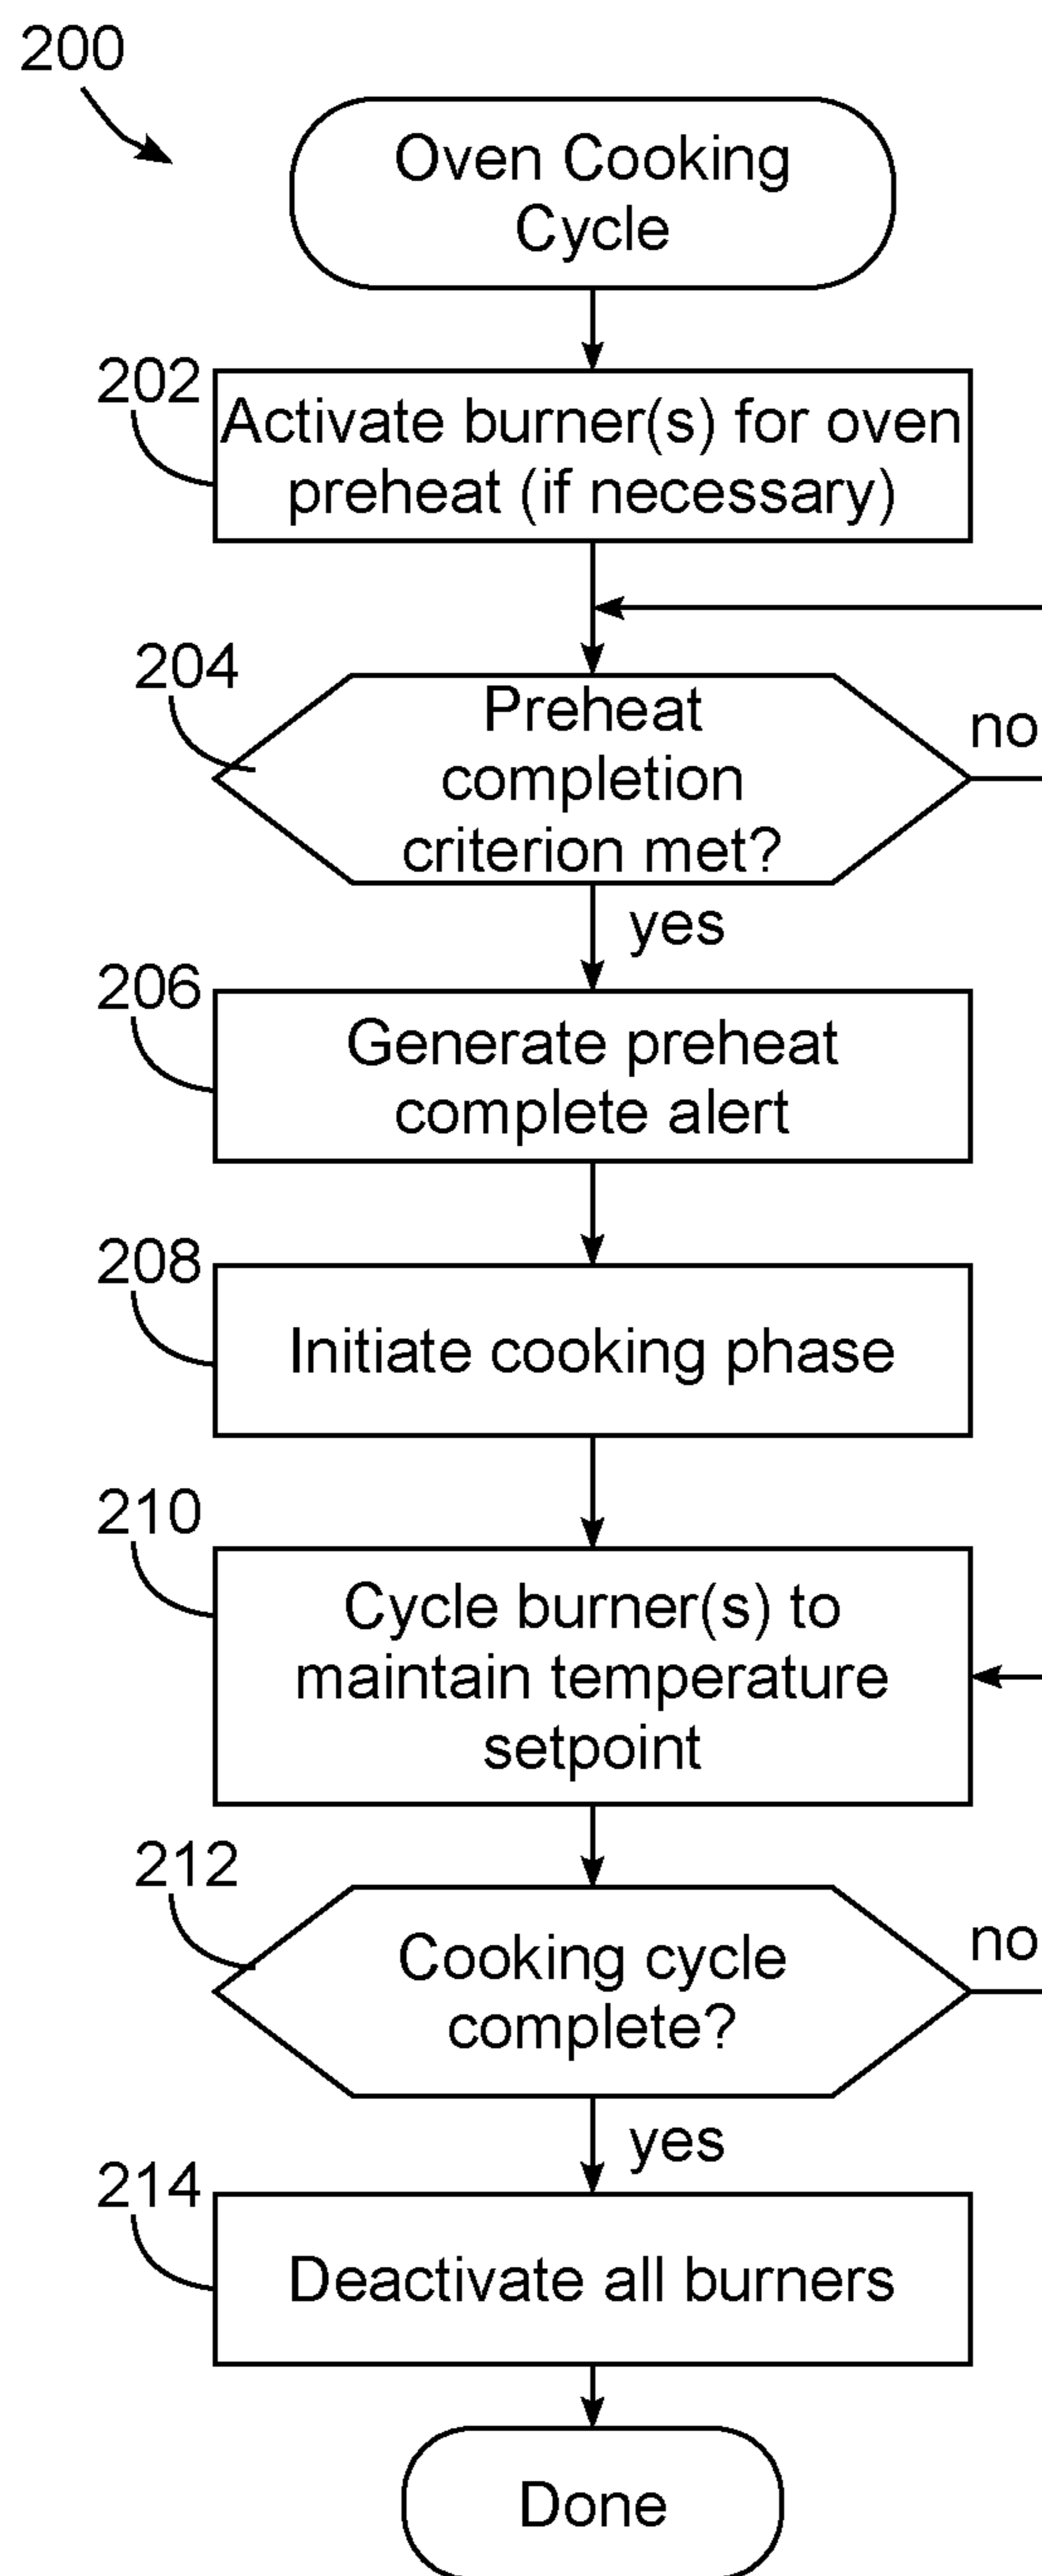 200
Oven Cooking
Cycle
202
Activate burner(s) for oven
preheat (if necessary)
204
Preheat
completion
criterion met?
no
yes
206
Generate preheat
complete alert
208
Initiate cooking phase
210
Cycle burner(s) to
maintain temperature
setpoint
212
Cooking cycle
complete?
no
yes
214
Deactivate all burners
Done